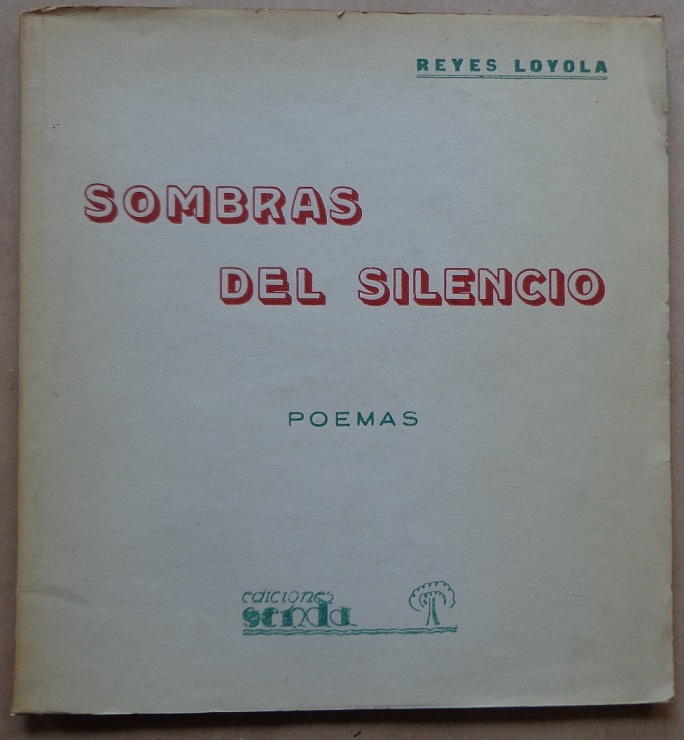 REYES LOYOLA
SOMBRAS
DEL SILENCIO
POEMAS
ediciones
senda